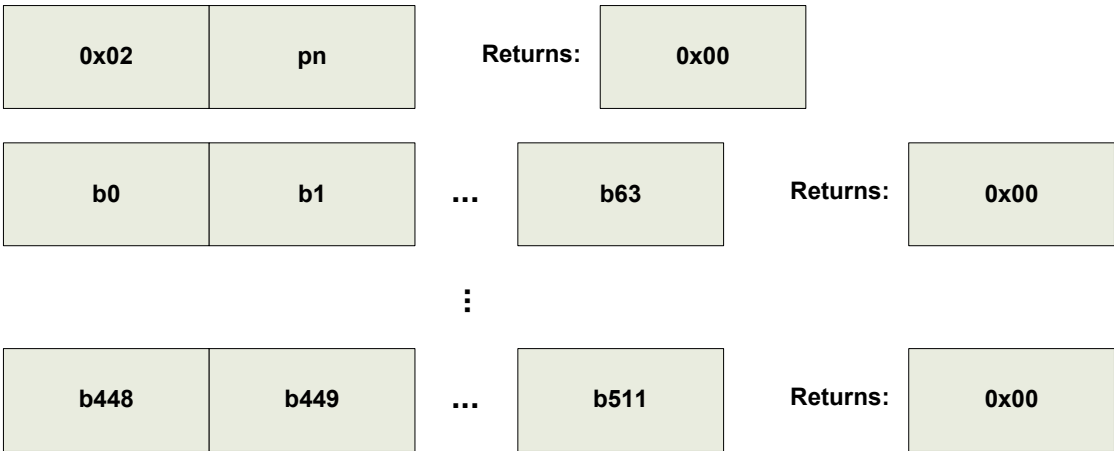 0x02 pn Returns: 0x00
b0 b1 ... b63 Returns: 0x00
...
b448 b449 ... b511 Returns: 0x00